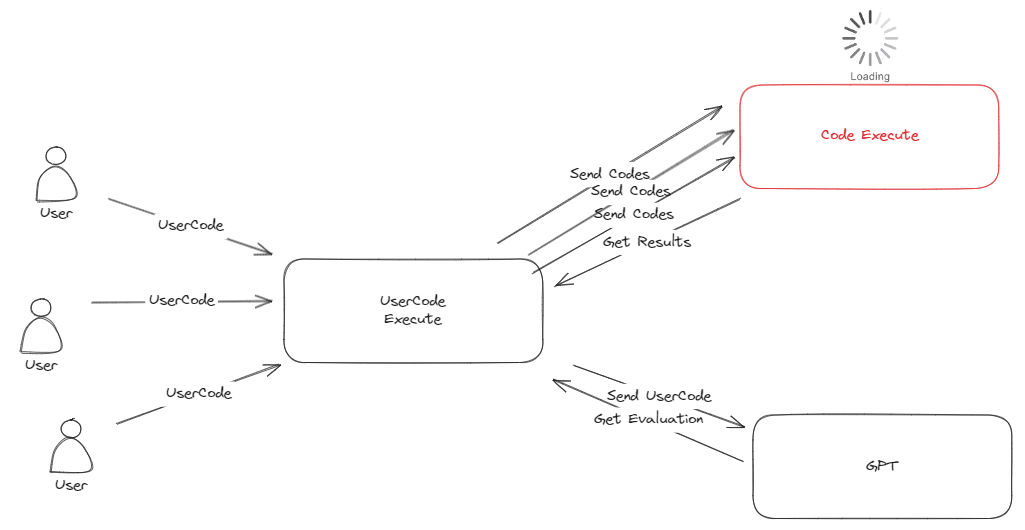 Loading
Code Execute
Send Codes
Send Codes
Send Codes
Get Results
User
UserCode
UserCode
User
UserCode
Execute
UserCode
User
Send UserCode
Get Evaluation
GPT